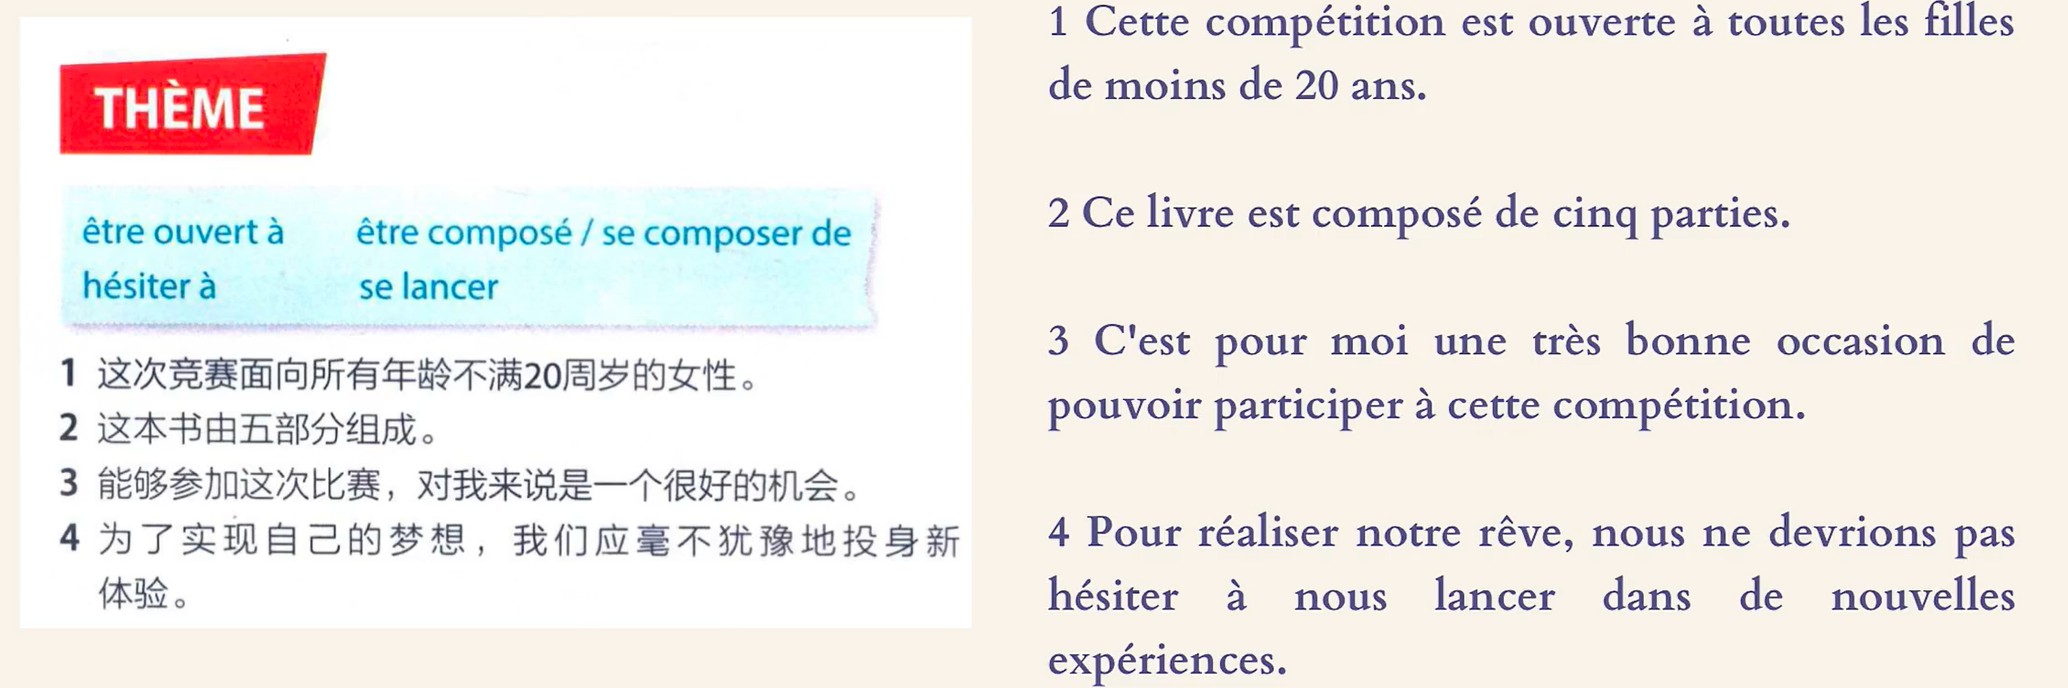 THÈME
être ouvert à être composé / se composer de
hésiter à se lancer
1 这次竞赛面向所有年龄不满20周岁的女性。
2 这本书由五部分组成。
3 能够参加这次比赛，对我来说是一个很好的机会。
4 为了实现自己的梦想，我们应毫不犹豫地投身新
体验。
1 Cette compétition est ouverte à toutes les filles
de moins de 20 ans.
2 Ce livre est composé de cinq parties.
3 C'est pour moi une très bonne occasion de
pouvoir participer à cette compétition.
4 Pour réaliser notre rêve, nous ne devrions pas
hésiter à nous lancer dans de nouvelles
expériences.